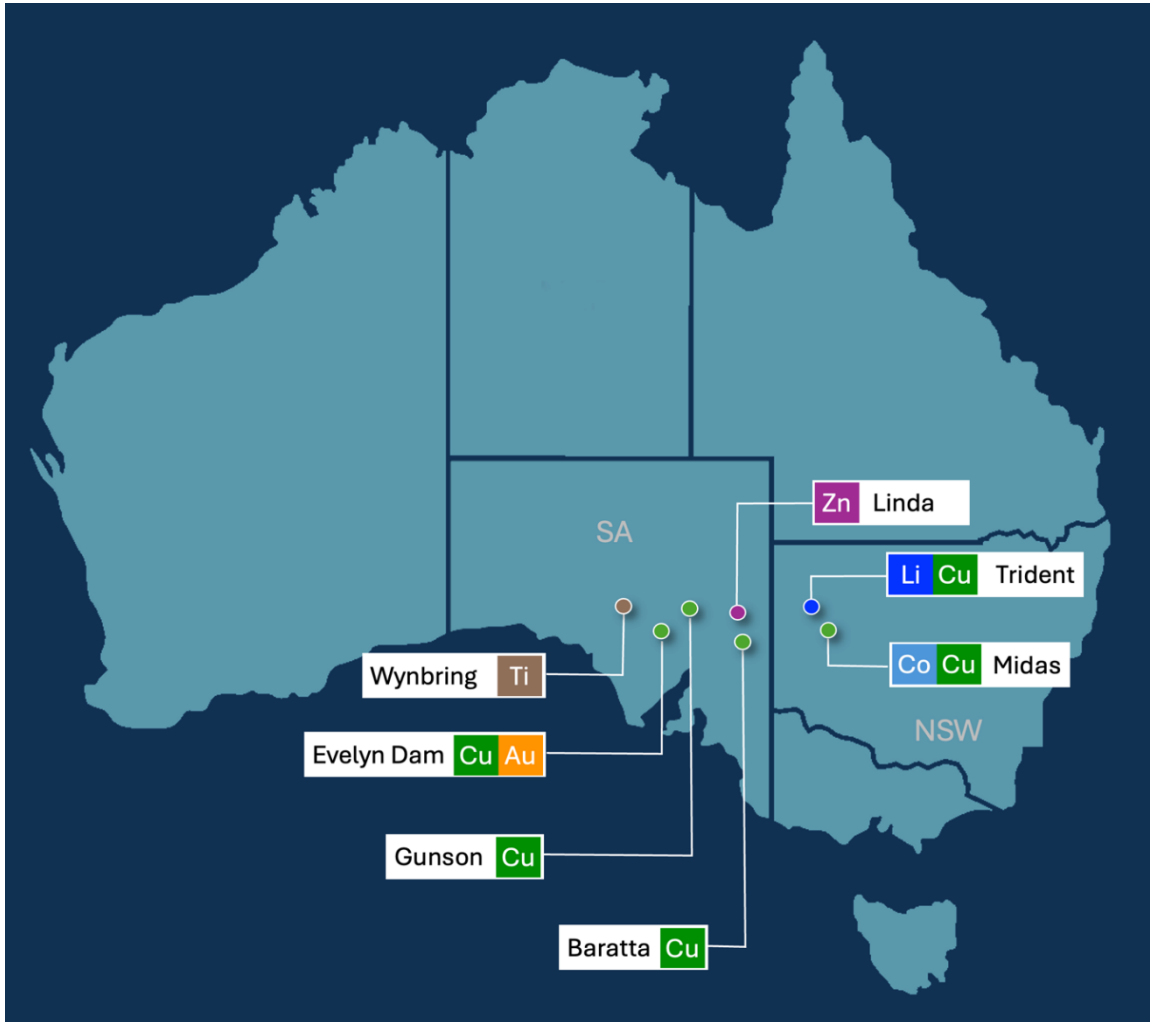 Zn Linda
SA
Li Cu Trident
Wynbring Ti
Co Cu Midas
NSW
Evelyn Dam Cu Au
Gunson Cu
Baratta Cu